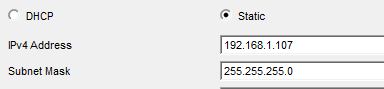 DHCP Static
IPv4 Address 192.168.1.107
Subnet Mask 255.255.255.0